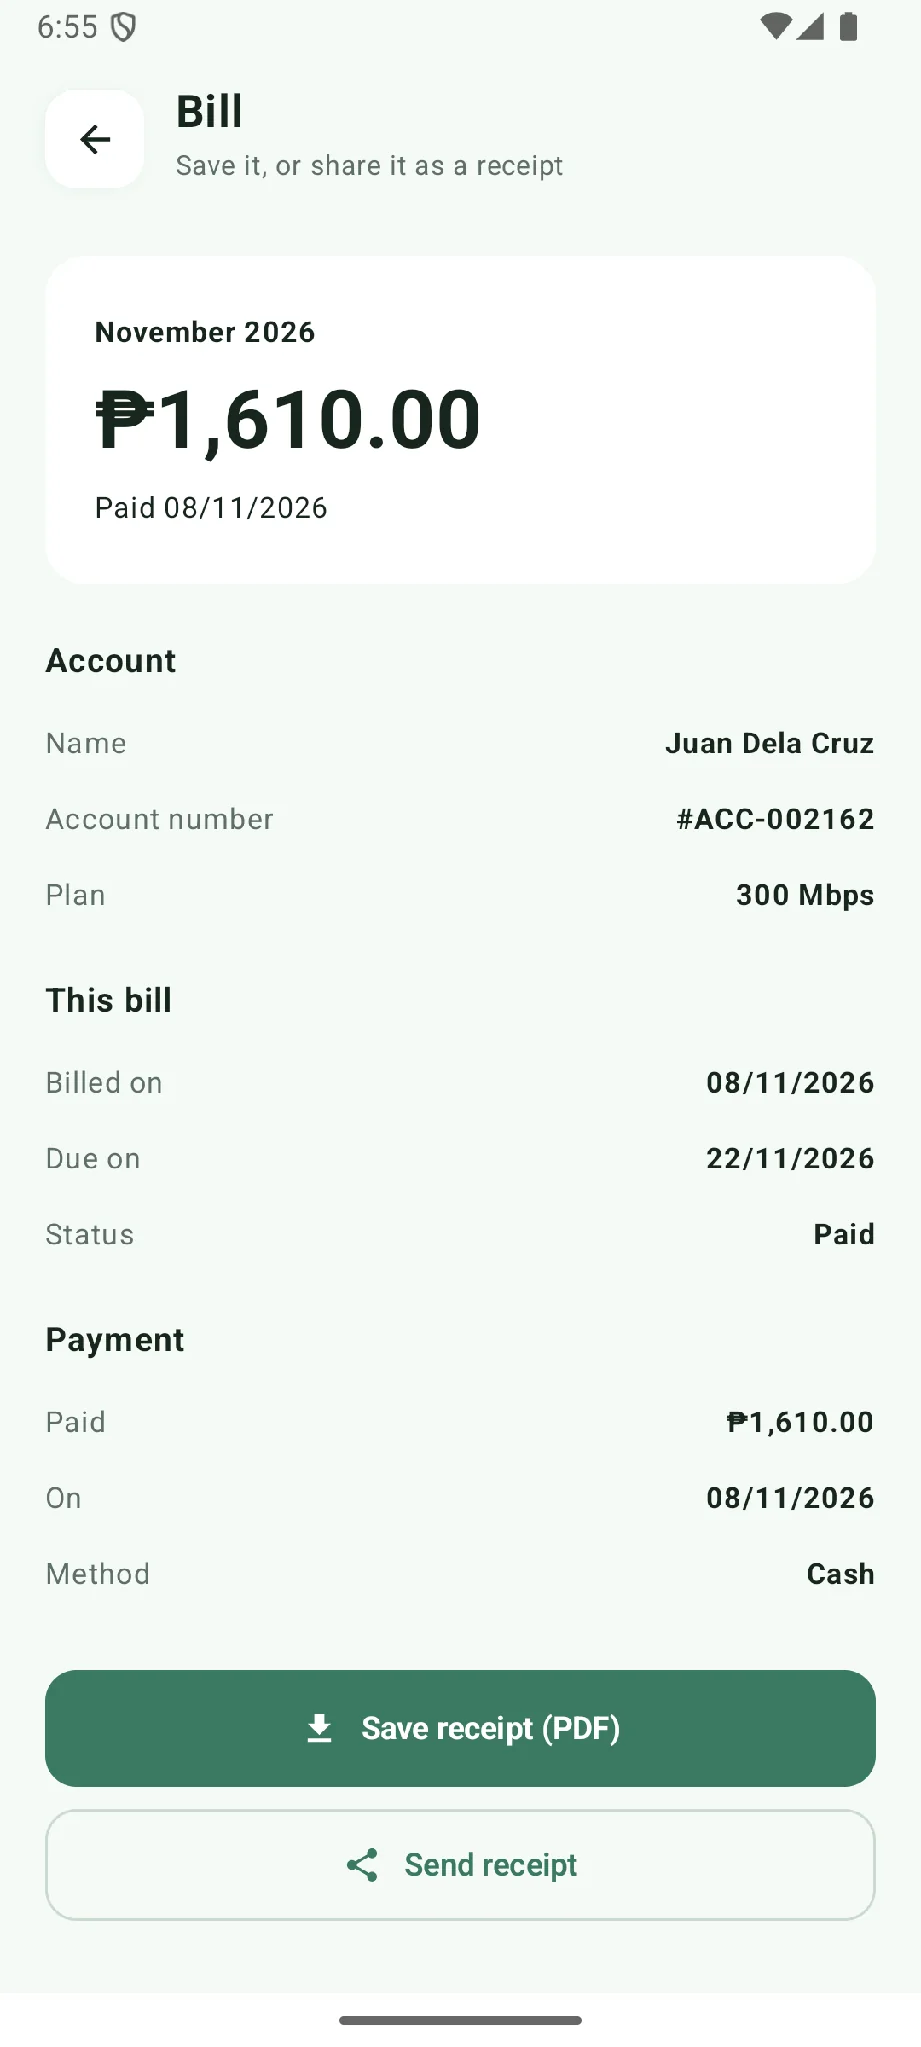 6:55
Bill
Save it, or share it as a receipt
November 2026
₱1,610.00
Paid 08/11/2026
Account
Name Juan Dela Cruz
Account number #ACC-002162
Plan 300 Mbps
This bill
Billed on 08/11/2026
Due on 22/11/2026
Status Paid
Payment
Paid ₱1,610.00
On 08/11/2026
Method Cash
Save receipt (PDF)
Send receipt